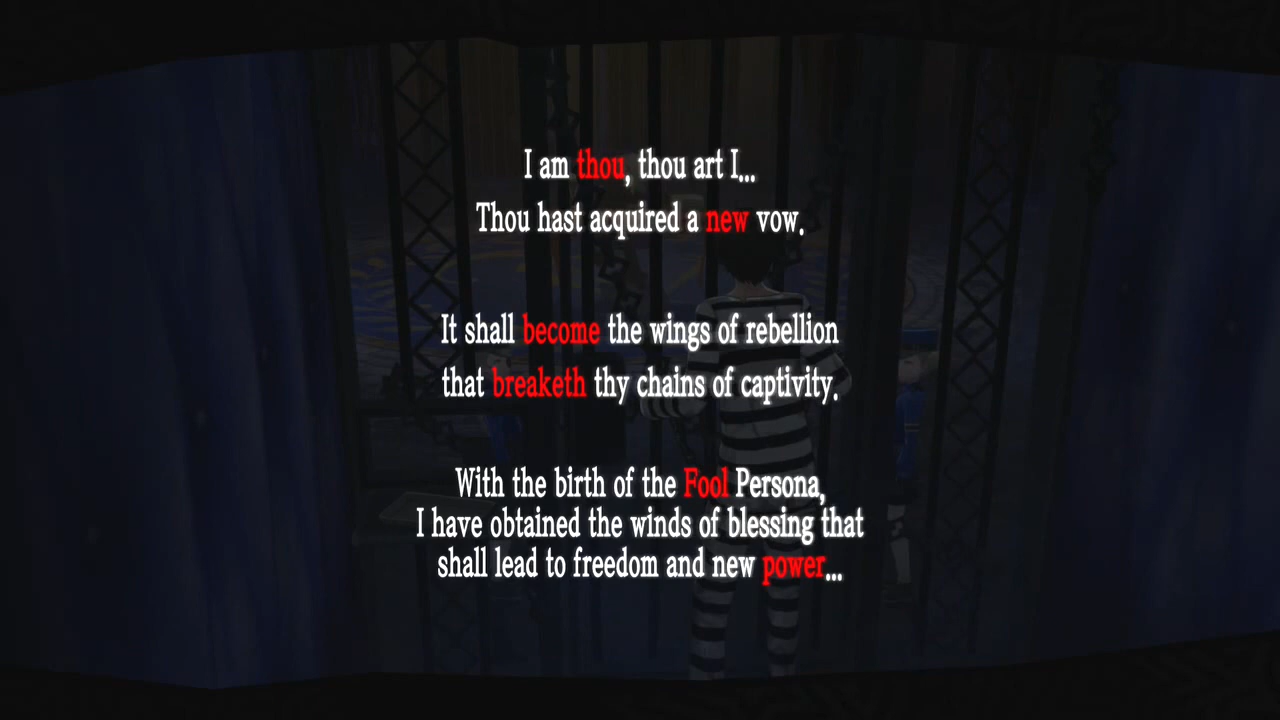 I am thou, thou art I...
Thou hast acquired a new vow.
It shall become the wings of rebellion
that breaketh thy chains of captivity.
With the birth of the Fool Persona,
I have obtained the winds of blessing that
shall lead to freedom and new power...